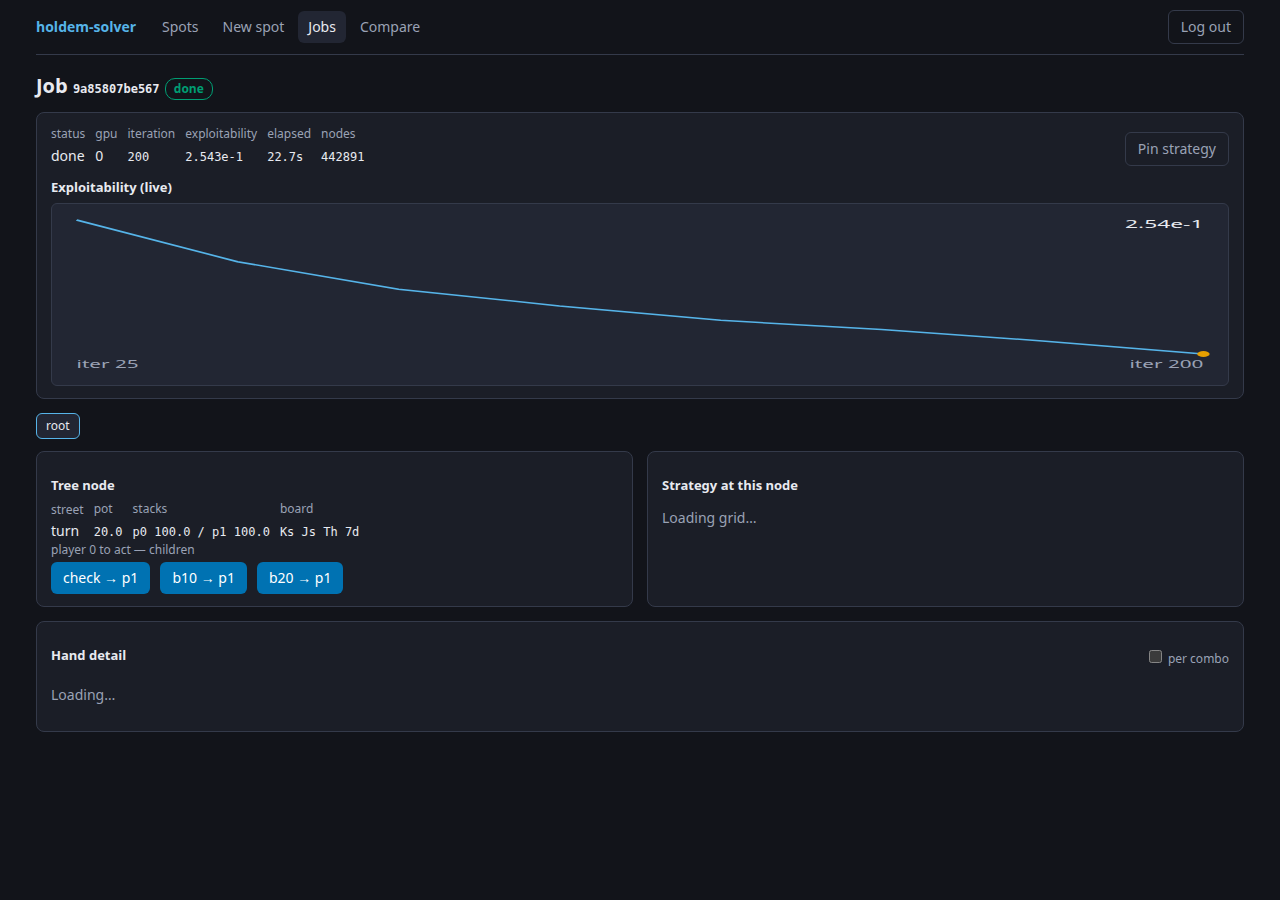 holdem-solver Spots New spot Jobs Compare Log out
Job 9a85807be567 done
status gpu iteration exploitability elapsed nodes
done 0 200 2.543e-1 22.7s 442891
Pin strategy
Exploitability (live)
2.54e-1
iter 25 iter 200
root
Tree node
street pot stacks board
turn 20.0 p0 100.0 / p1 100.0 Ks Js Th 7d
player 0 to act — children
check → p1 b10 → p1 b20 → p1
Strategy at this node
Loading grid...
Hand detail
per combo
Loading...